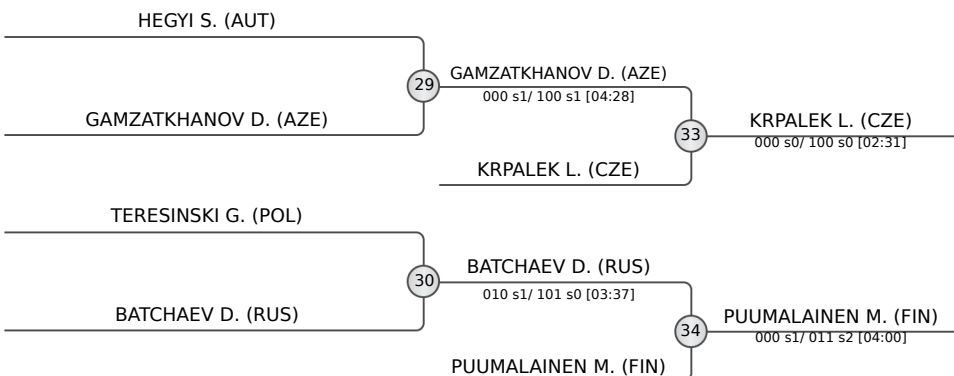 HEGYI S. (AUT)
29
GAMZATKHANOV D. (AZE)
000 s1/ 100 s1 [04:28]
GAMZATKHANOV D. (AZE)
33
KRPALEK L. (CZE)
000 s0/ 100 s0 [02:31]
KRPALEK L. (CZE)
TERESINSKI G. (POL)
30
BATCHAEV D. (RUS)
010 s1/ 101 s0 [03:37]
BATCHAEV D. (RUS)
34
PUUMALAINEN M. (FIN)
000 s1/ 011 s2 [04:00]
PUUMALAINEN M. (FIN)